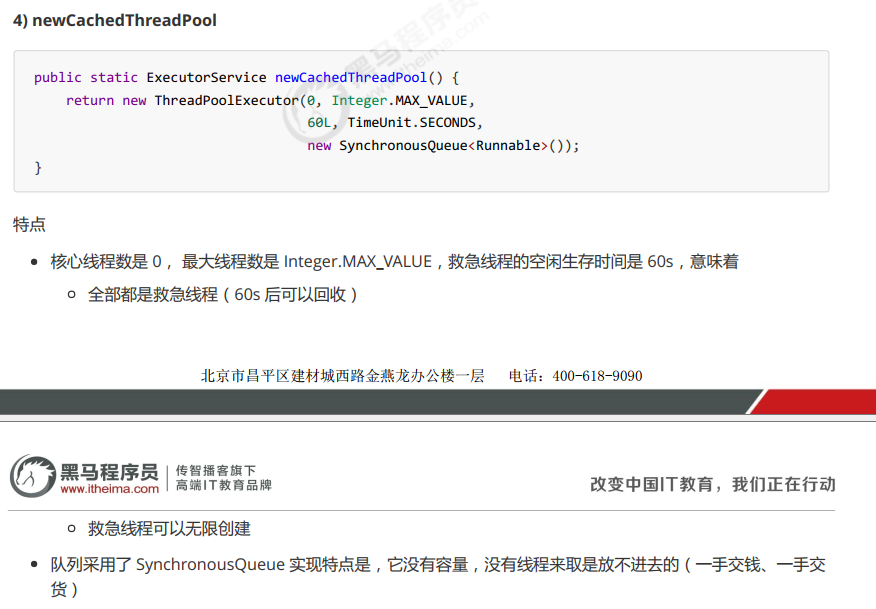 4) newCachedThreadPool
public static ExecutorService newCachedThreadPool() {
    return new ThreadPoolExecutor(0, Integer.MAX_VALUE,
                                  60L, TimeUnit.SECONDS,
                                  new SynchronousQueue<Runnable>());
}
黑马程序员
www.itheima.com
特点
核心线程数是 0， 最大线程数是 Integer.MAX_VALUE，救急线程的空闲生存时间是 60s，意味着
全部都是救急线程（60s 后可以回收）
北京市昌平区建材城西路金燕龙办公楼一层 电话：400-618-9090
黑马程序员
www.itheima.com
传智播客旗下
高端IT教育品牌
改变中国IT教育，我们正在行动
救急线程可以无限创建
队列采用了 SynchronousQueue 实现特点是，它没有容量，没有线程来取是放不进去的（一手交钱、一手交
货）